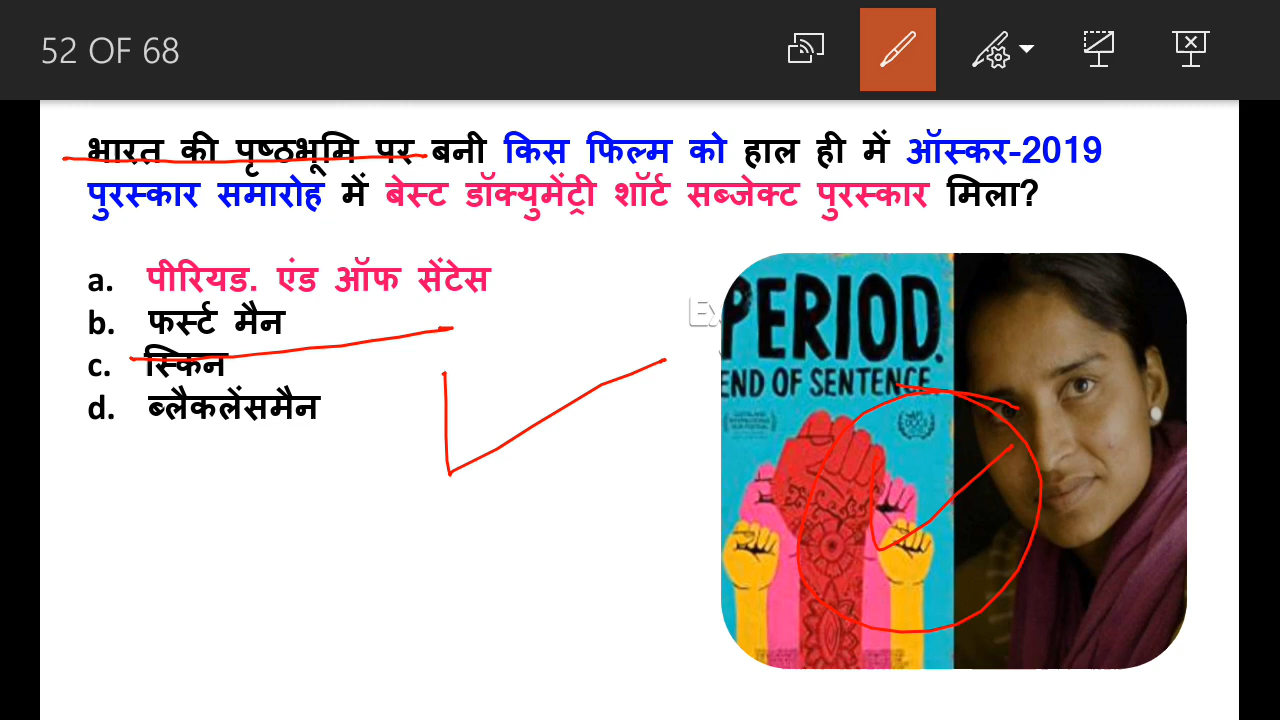 52 OF 68
भारत की पृष्ठभूमि पर बनी किस फिल्म को हाल ही में ऑस्कर-2019
पुरस्कार समारोह में बेस्ट डॉक्युमेंट्री शॉर्ट सब्जेक्ट पुरस्कार मिला?
a. पीरियड. एंड ऑफ सेंटेस
b. फर्स्ट मैन
c. स्किन
d. ब्लैकलेंसमैन
PERIOD.
END OF SENTENCE.